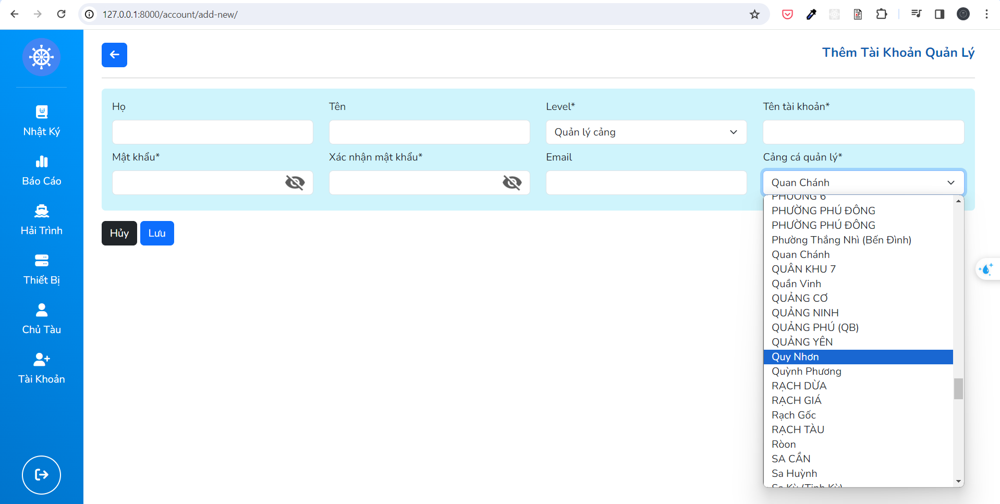 127.0.0.1:8000/account/add-new/
Thêm Tài Khoản Quản Lý
Nhật Ký
Báo Cáo
Hải Trình
Thiết Bị
Chủ Tàu
Tài Khoản
Họ
Tên
Level*
Quản lý cảng
Tên tài khoản*
Mật khẩu*
Xác nhận mật khẩu*
Email
Cảng cá quản lý*
Quan Chánh
Hủy
Lưu
PHƯỜNG 6
PHƯỜNG PHÚ ĐÔNG
PHƯỜNG PHÚ ĐÔNG
Phường Thắng Nhì (Bến Đình)
Quan Chánh
QUÂN KHU 7
Quần Vinh
QUẢNG CƠ
QUẢNG NINH
QUẢNG PHÚ (QB)
QUẢNG YÊN
Quy Nhơn
Quỳnh Phương
RẠCH DỪA
RẠCH GIÁ
Rạch Gốc
RẠCH TÀU
Ròon
SA CẦN
Sa Huỳnh
Sa Kỳ (Tịnh Kỳ)